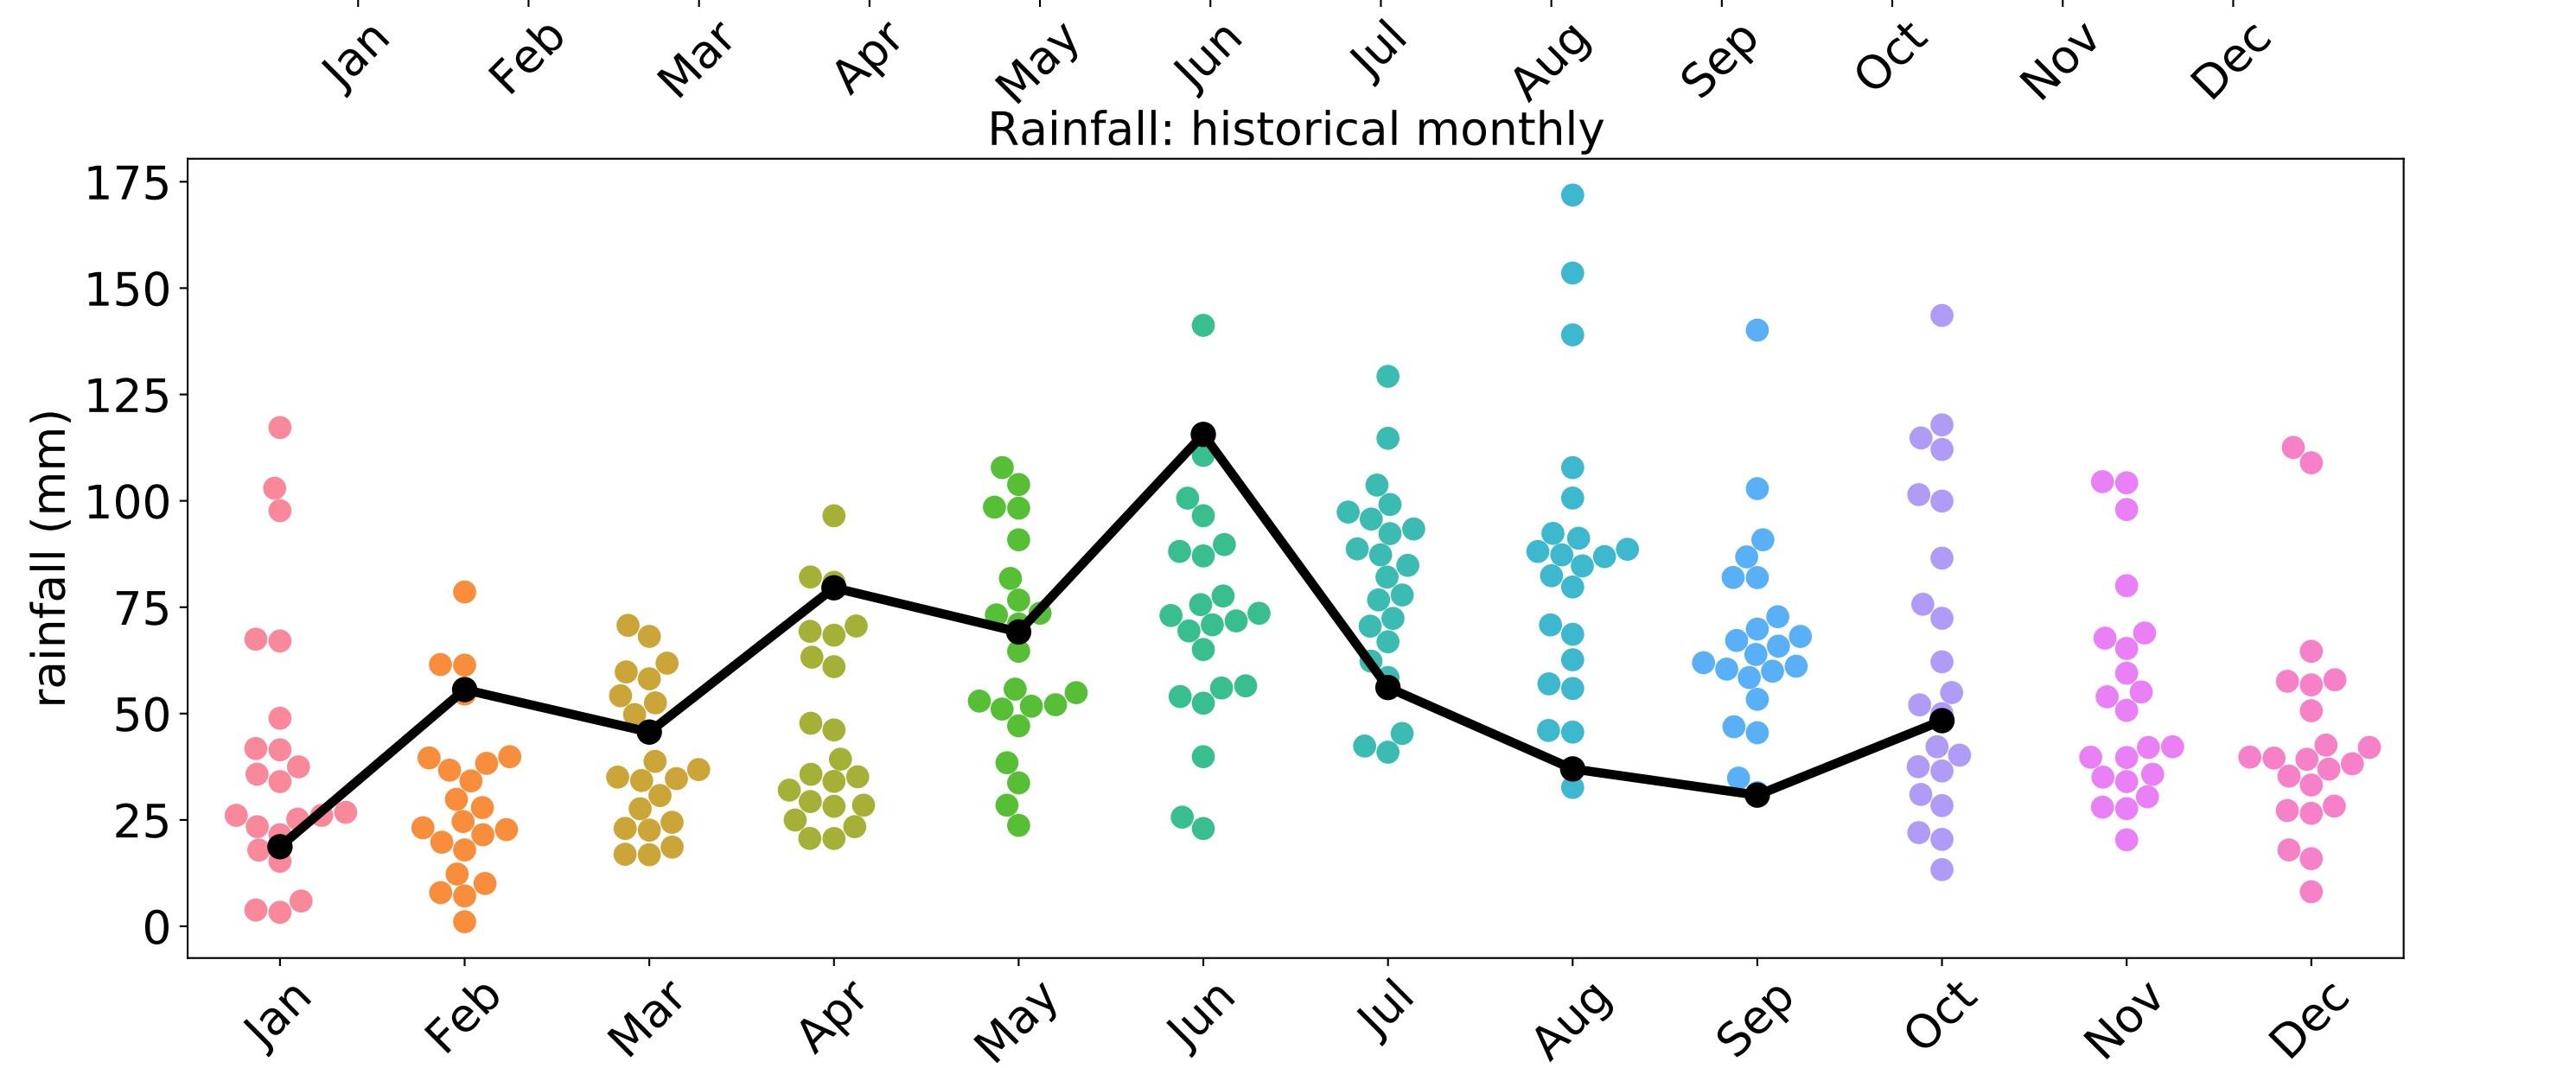 Jan Feb Mar Apr May Jun Jul Aug Sep Oct Nov Dec
Rainfall: historical monthly
175
150
125
100
75
50
25
0
rainfall (mm)
Jan Feb Mar Apr May Jun Jul Aug Sep Oct Nov Dec